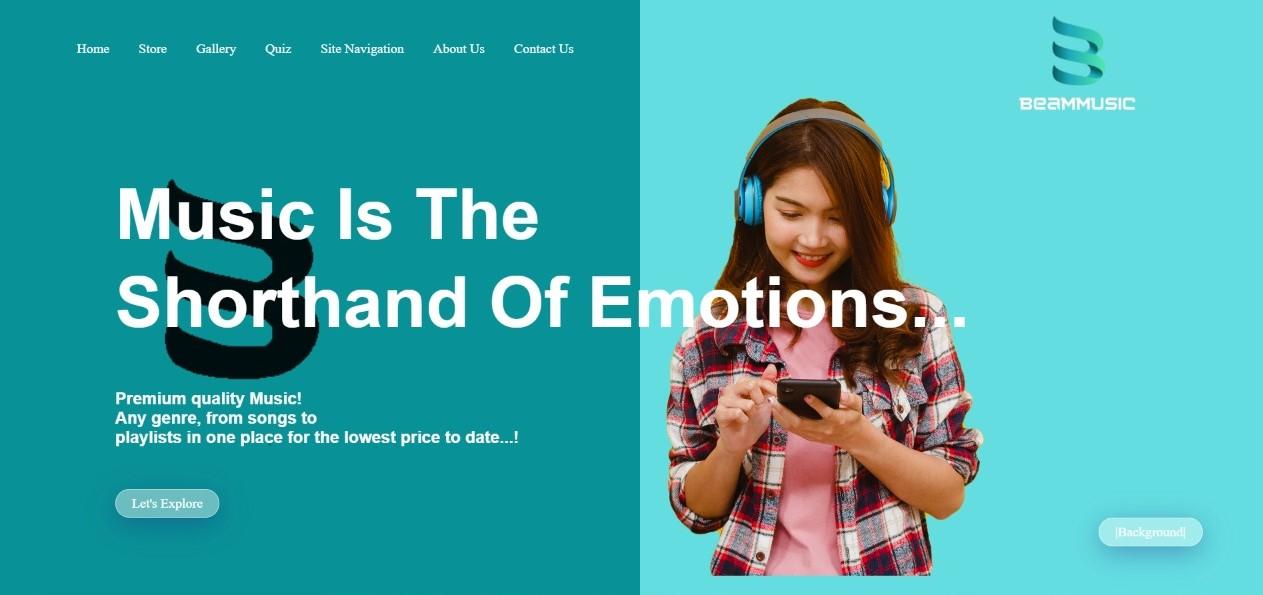 Home Store Gallery Quiz Site Navigation About Us Contact Us
BEAMMUSIC
Music Is The
Shorthand Of Emotions...
Premium quality Music!
Any genre, from songs to
playlists in one place for the lowest price to date...!
Let's Explore
|Background|